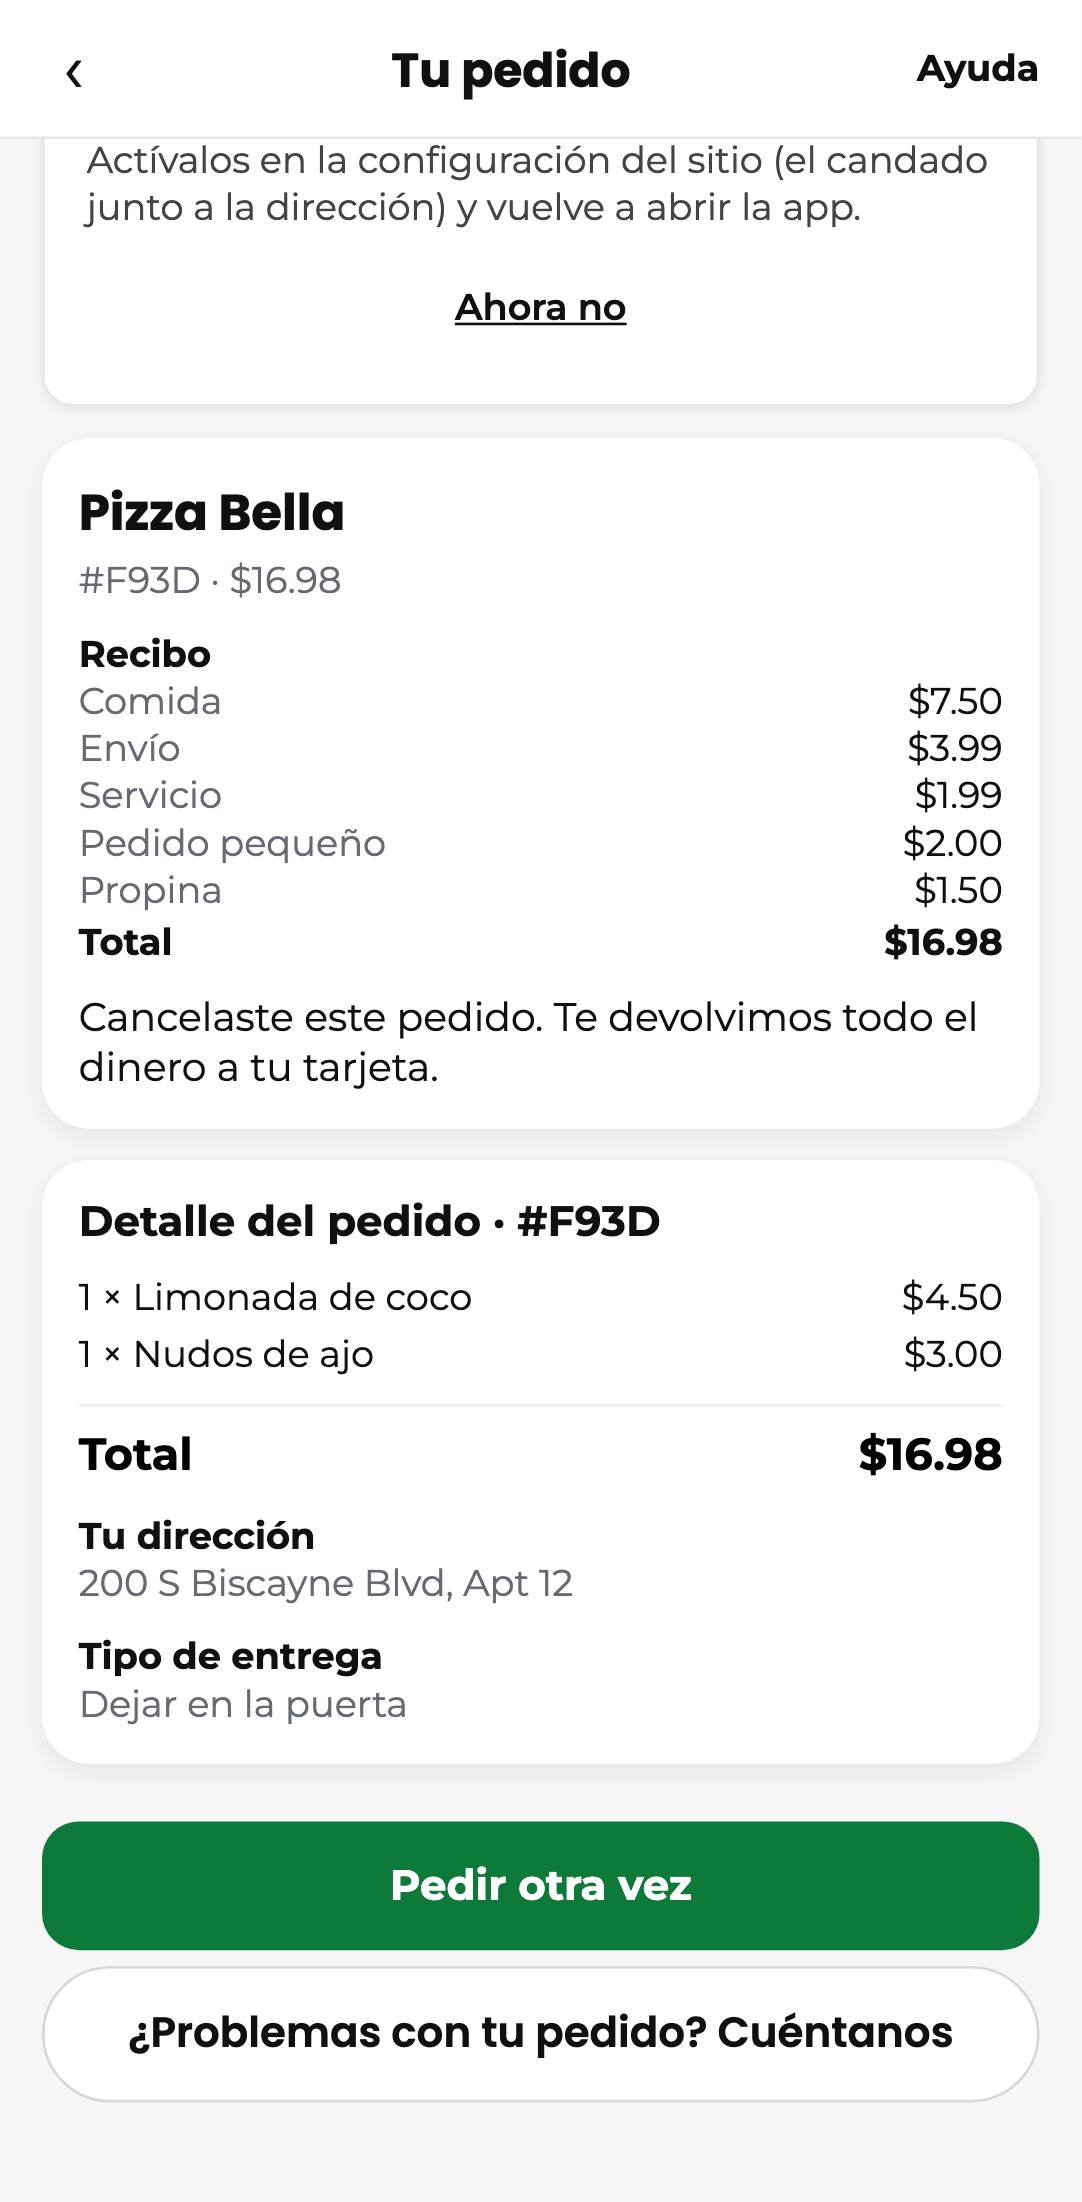 ‹ Tu pedido Ayuda
Actívalos en la configuración del sitio (el candado
junto a la dirección) y vuelve a abrir la app.
Ahora no
Pizza Bella
#F93D · $16.98
Recibo
Comida $7.50
Envío $3.99
Servicio $1.99
Pedido pequeño $2.00
Propina $1.50
Total $16.98
Cancelaste este pedido. Te devolvimos todo el
dinero a tu tarjeta.
Detalle del pedido · #F93D
1 × Limonada de coco $4.50
1 × Nudos de ajo $3.00
Total $16.98
Tu dirección
200 S Biscayne Blvd, Apt 12
Tipo de entrega
Dejar en la puerta
Pedir otra vez
¿Problemas con tu pedido? Cuéntanos